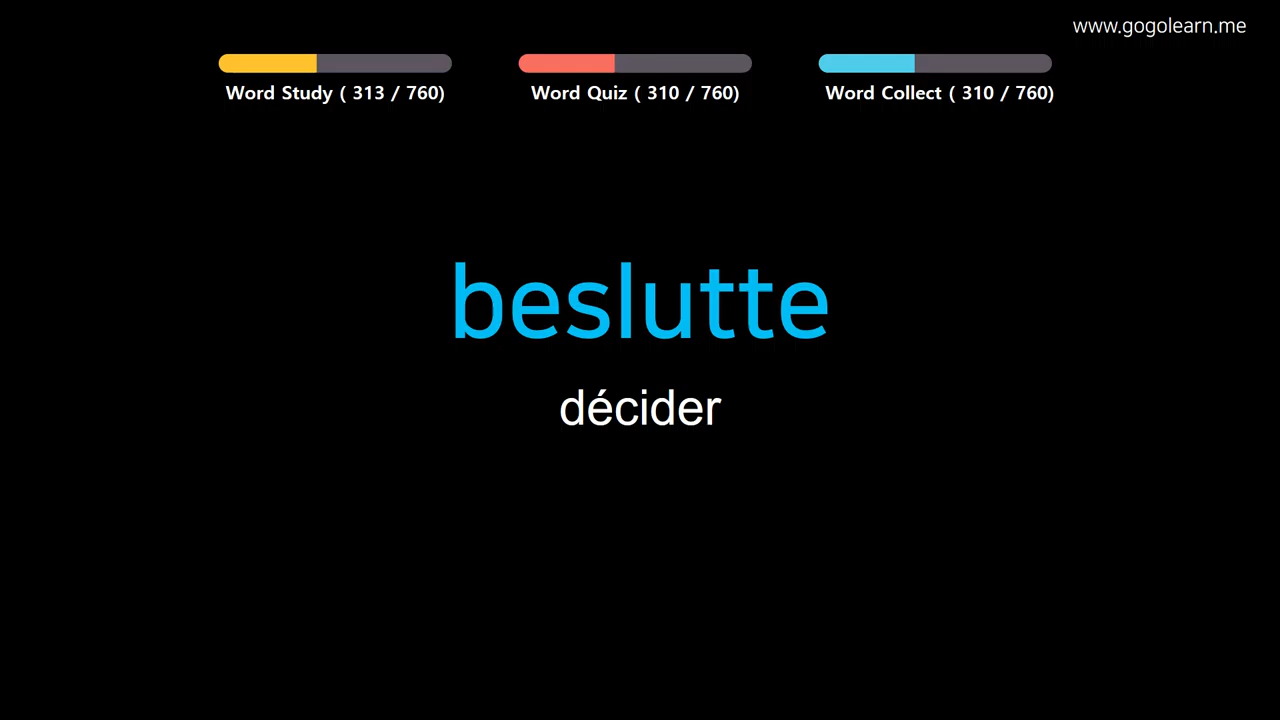 www.gogolearn.me
Word Study ( 313 / 760)
Word Quiz ( 310 / 760)
Word Collect ( 310 / 760)
beslutte
décider